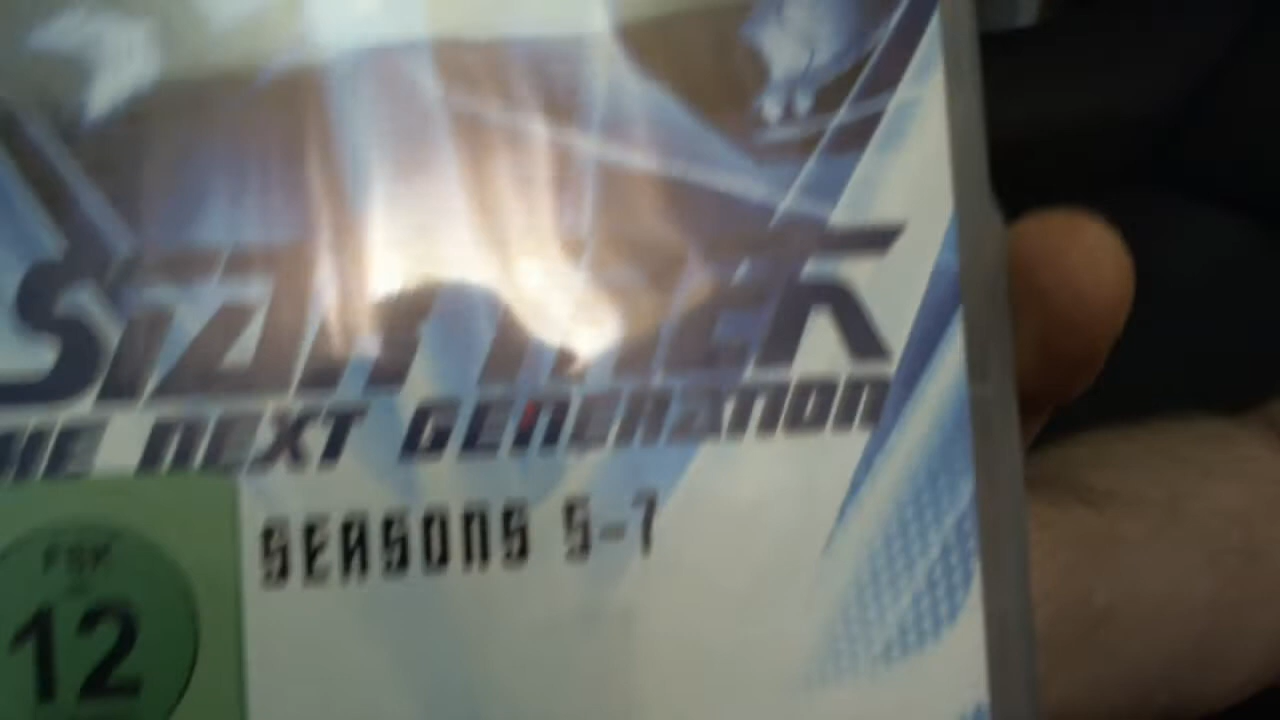 STAR TREK
THE NEXT GENERATION
SEASONS 5-7
FSK
12